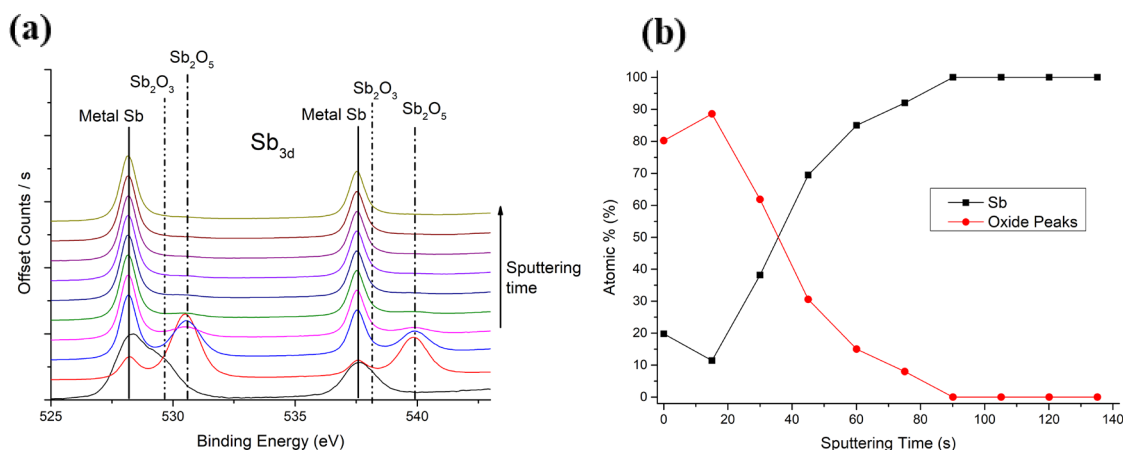 (a)
Sb2O5
Sb2O3
Metal Sb
Sb2O3
Metal Sb
Sb2O5
Sb3d
Offset Counts / s
Sputtering
time
525 530 535 540
Binding Energy (eV)
(b)
100
90
80
70
60
50
40
30
20
10
0
Atomic % (%)
Sb
Oxide Peaks
0 20 40 60 80 100 120 140
Sputtering Time (s)